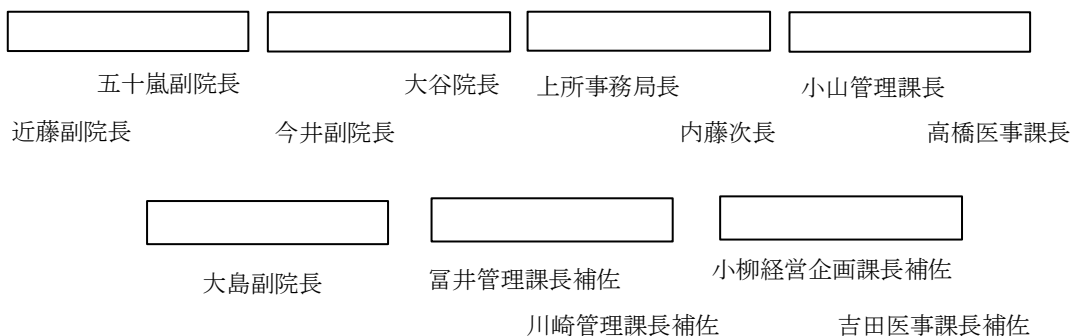 五十嵐副院長 大谷院長 上所事務局長 小山管理課長
近藤副院長 今井副院長 内藤次長 高橋医事課長
大島副院長 冨井管理課長補佐 小柳経営企画課長補佐
川崎管理課長補佐 吉田医事課長補佐